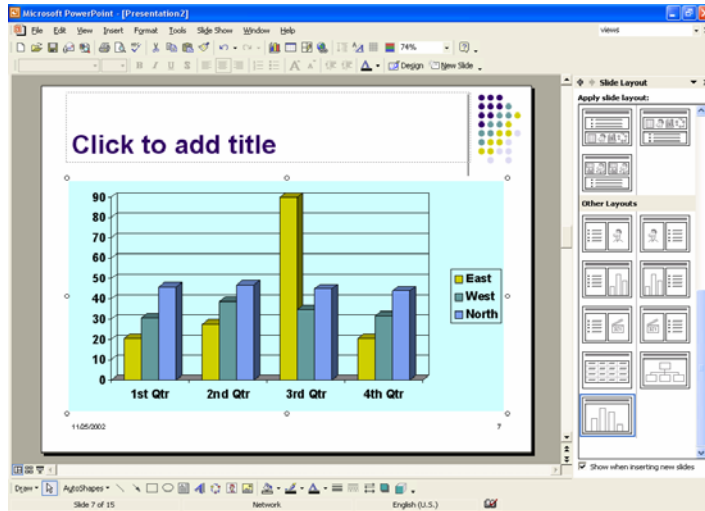 Microsoft PowerPoint - [Presentation2]
File Edit View Insert Format Tools Slide Show Window Help
views
74%
Design New Slide
Slide Layout
Apply slide layout:
Click to add title
90
80
70
60
50
40
30
20
10
0
1st Qtr 2nd Qtr 3rd Qtr 4th Qtr
East
West
North
11/25/2002
7
Other Layouts
Show when inserting new slides
Draw AutoShapes
Slide 7 of 15 Network English (U.S.)